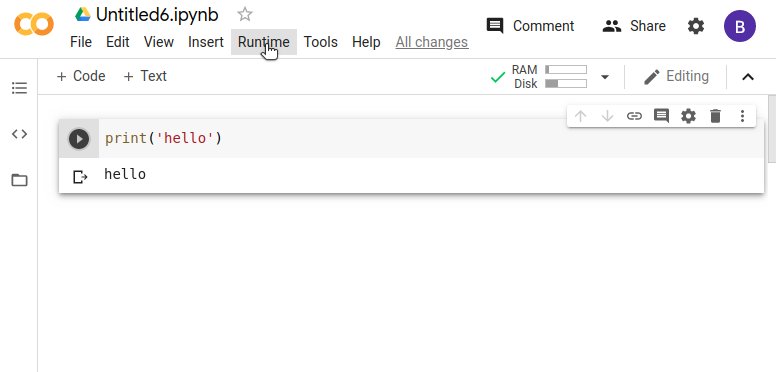 Untitled6.ipynb
Comment
Share
B
File Edit View Insert Runtime Tools Help All changes
+ Code + Text
RAM
Disk
Editing
print('hello')
hello